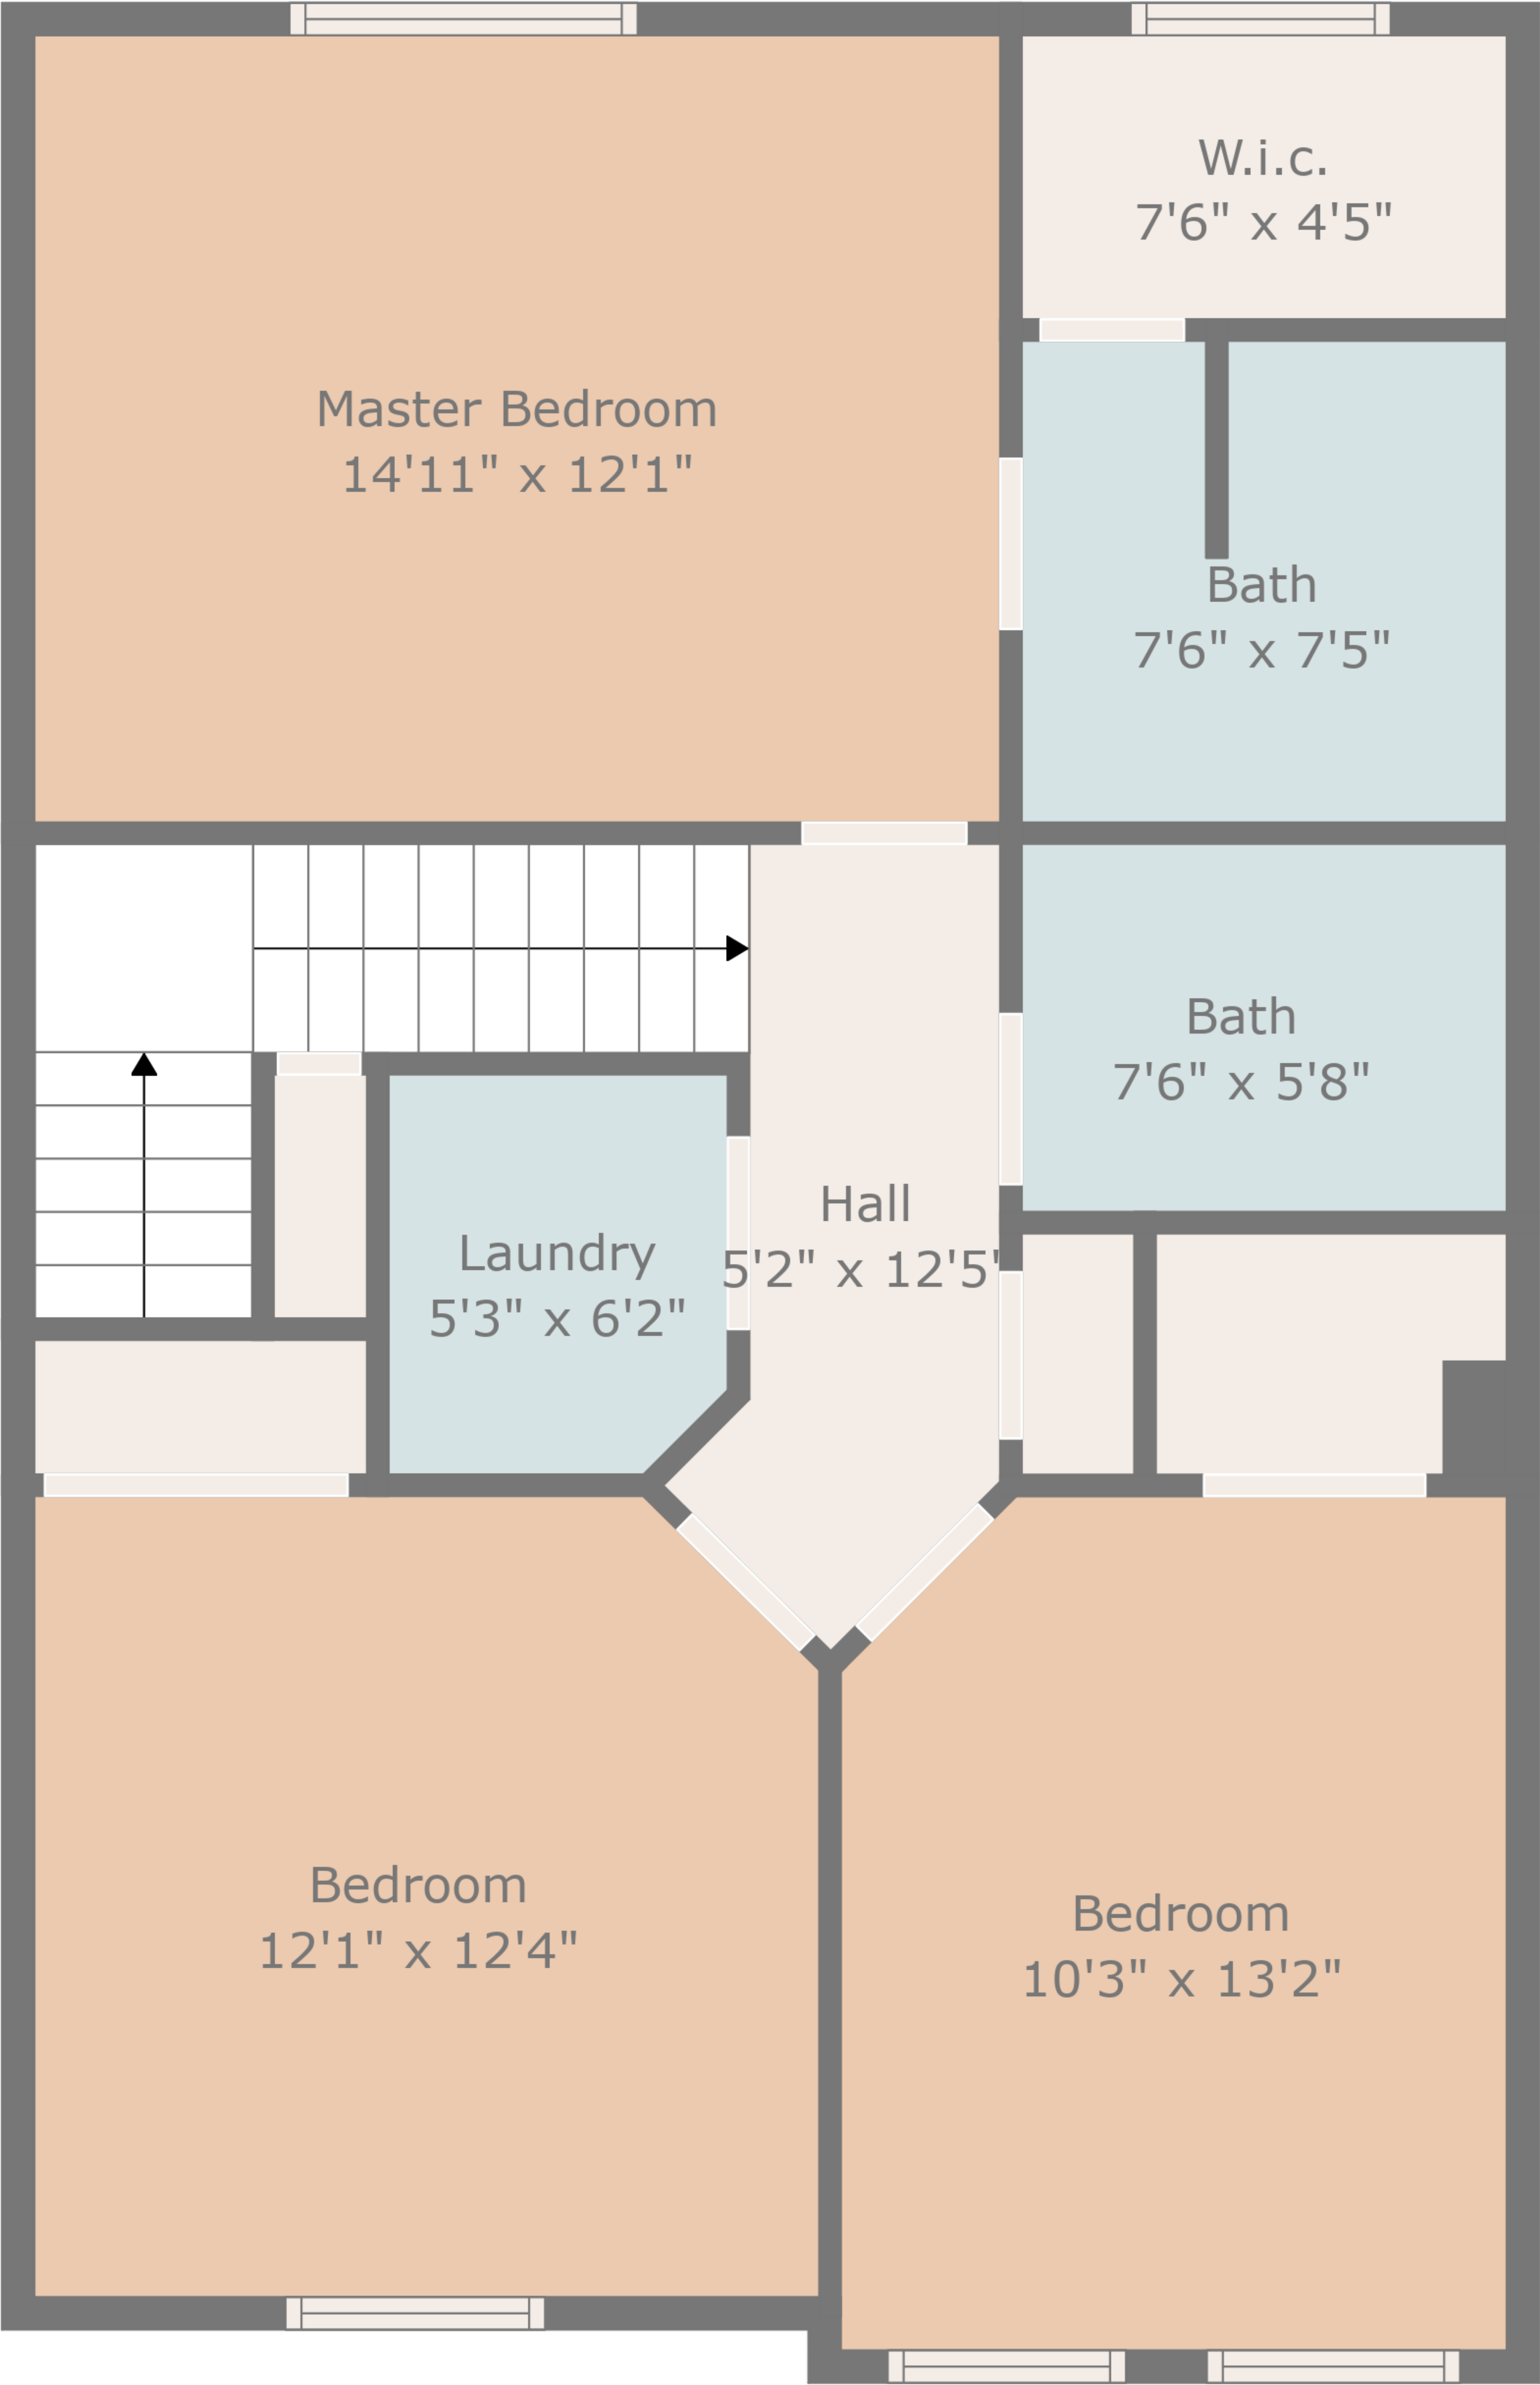 W.i.c.
7'6" x 4'5"
Master Bedroom
14'11" x 12'1"
Bath
7'6" x 7'5"
Bath
7'6" x 5'8"
Hall
5'2" x 12'5"
Laundry
5'3" x 6'2"
Bedroom
12'1" x 12'4"
Bedroom
10'3" x 13'2"